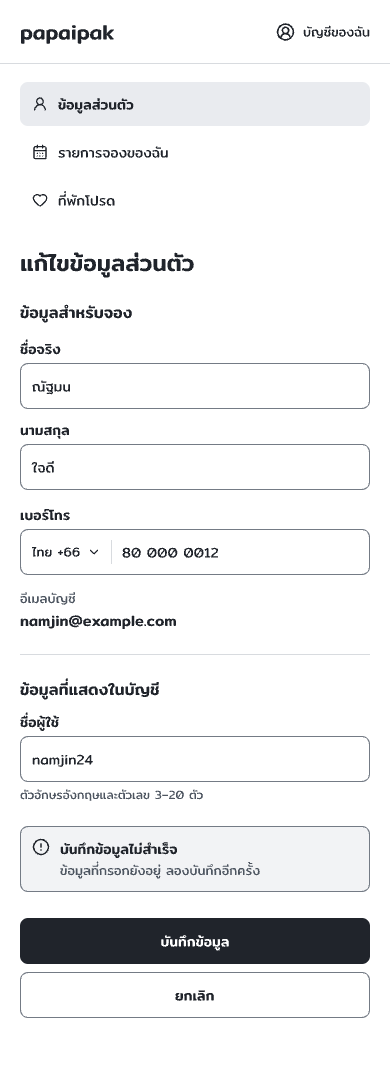 papaipak
บัญชีของฉัน
ข้อมูลส่วนตัว
รายการจองของฉัน
ที่พักโปรด
แก้ไขข้อมูลส่วนตัว
ข้อมูลสำหรับจอง
ชื่อจริง
ณัฐมน
นามสกุล
ใจดี
เบอร์โทร
ไทย +66 80 000 0012
อีเมลบัญชี
namjin@example.com
ข้อมูลที่แสดงในบัญชี
ชื่อผู้ใช้
namjin24
ตัวอักษรอังกฤษและตัวเลข 3–20 ตัว
บันทึกข้อมูลไม่สำเร็จ
ข้อมูลที่กรอกยังอยู่ ลองบันทึกอีกครั้ง
บันทึกข้อมูล
ยกเลิก